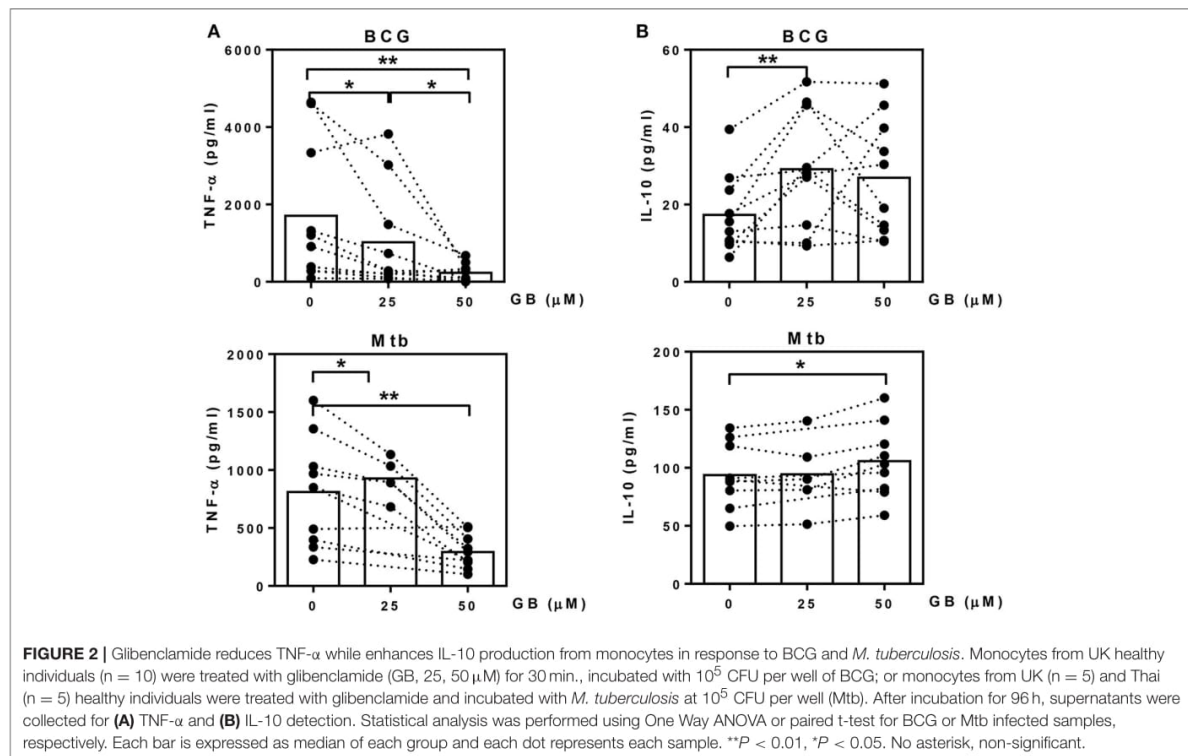 A
BCG
6000
4000
2000
0
TNF-α (pg/ml)
**
*
*
0 25 50 GB (μM)
B
BCG
60
40
20
0
IL-10 (pg/ml)
**
0 25 50 GB (μM)
Mtb
2000
1500
1000
500
0
TNF-α (pg/ml)
*
**
0 25 50 GB (μM)
Mtb
200
150
100
50
0
IL-10 (pg/ml)
*
0 25 50 GB (μM)
FIGURE 2 | Glibenclamide reduces TNF-α while enhances IL-10 production from monocytes in response to BCG and M. tuberculosis. Monocytes from UK healthy
individuals (n = 10) were treated with glibenclamide (GB, 25, 50 μM) for 30 min., incubated with 10⁵ CFU per well of BCG; or monocytes from UK (n = 5) and Thai
(n = 5) healthy individuals were treated with glibenclamide and incubated with M. tuberculosis at 10⁵ CFU per well (Mtb). After incubation for 96 h, supernatants were
collected for (A) TNF-α and (B) IL-10 detection. Statistical analysis was performed using One Way ANOVA or paired t-test for BCG or Mtb infected samples,
respectively. Each bar is expressed as median of each group and each dot represents each sample. **P < 0.01, *P < 0.05. No asterisk, non-significant.